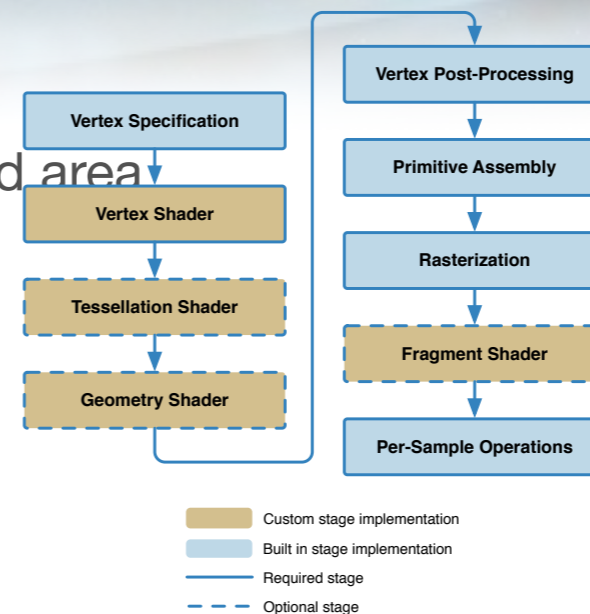 d area
Vertex Specification
Vertex Shader
Tessellation Shader
Geometry Shader
Vertex Post-Processing
Primitive Assembly
Rasterization
Fragment Shader
Per-Sample Operations
Custom stage implementation
Built in stage implementation
Required stage
Optional stage